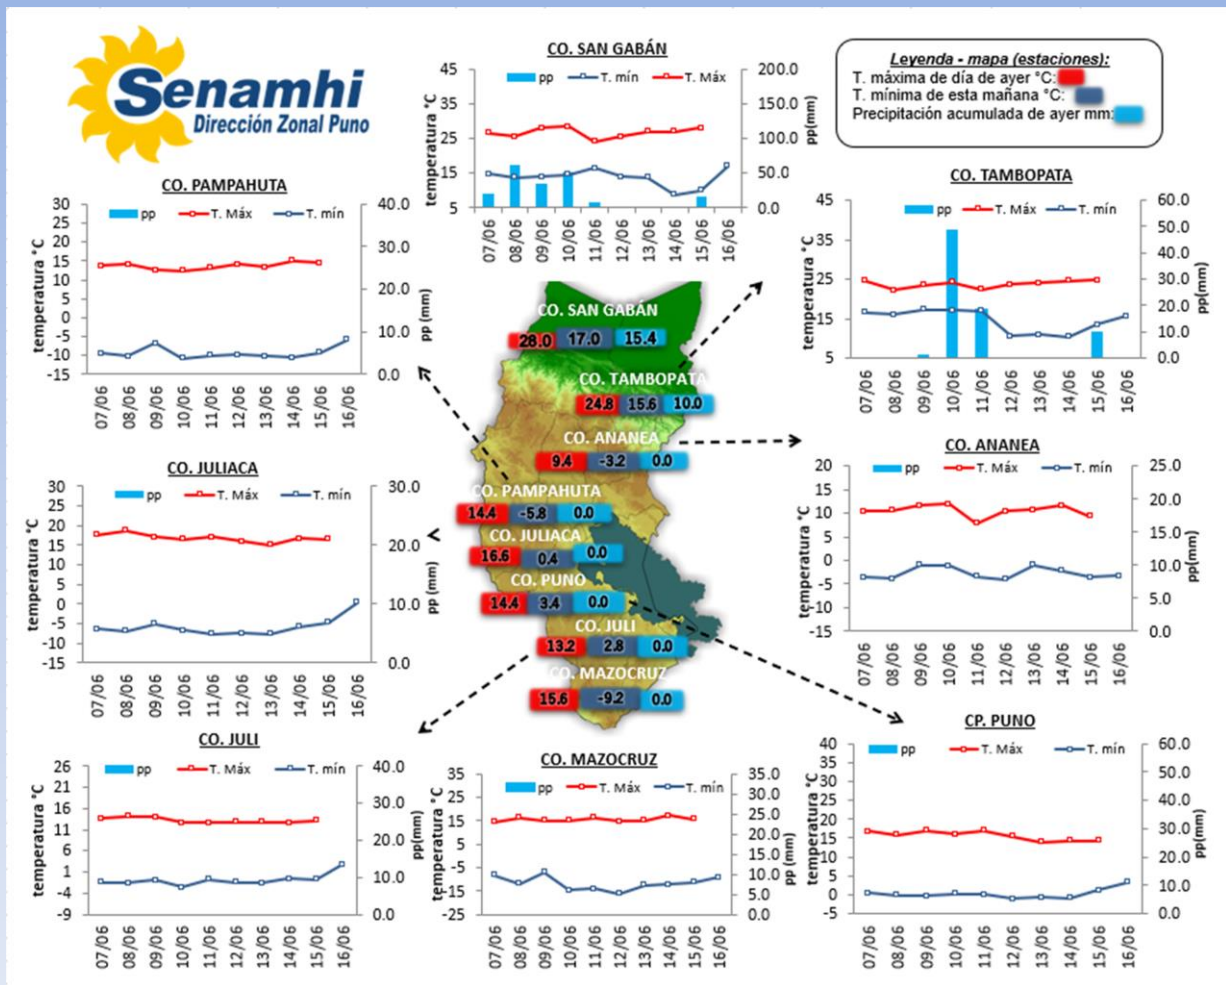 Senamhi
Dirección Zonal Puno
Leyenda - mapa (estaciones):
T. máxima de día de ayer °C:
T. mínima de esta mañana °C:
Precipitación acumulada de ayer mm:
CO. SAN GABÁN
pp T. mín T. Máx
temperatura °C
45
35
25
15
5
pp(mm)
200.0
150.0
100.0
50.0
0.0
07/06 08/06 09/06 10/06 11/06 12/06 13/06 14/06 15/06 16/06
CO. PAMPAHUTA
pp T. Máx T. mín
temperatura °C
30
25
20
15
10
5
0
-5
-10
-15
pp (mm)
40.0
30.0
20.0
10.0
0.0
07/06 08/06 09/06 10/06 11/06 12/06 13/06 14/06 15/06 16/06
CO. TAMBOPATA
pp T. Máx T. mín
temperatura °C
45
35
25
15
5
pp(mm)
60.0
50.0
40.0
30.0
20.0
10.0
0.0
07/06 08/06 09/06 10/06 11/06 12/06 13/06 14/06 15/06 16/06
CO. SAN GABÁN
28.0 17.0 15.4
CO. TAMBOPATA
24.8 15.6 10.0
CO. ANANEA
9.4 -3.2 0.0
CO. PAMPAHUTA
14.4 -5.8 0.0
CO. JULIACA
16.6 0.4 0.0
CO. PUNO
14.4 3.4 0.0
CO. JULI
13.2 2.8 0.0
CO. MAZOCRUZ
15.6 -9.2 0.0
CO. JULIACA
pp T. Máx T. mín
temperatura °C
30
25
20
15
10
5
0
-5
-10
-15
pp (mm)
30.0
20.0
10.0
0.0
07/06 08/06 09/06 10/06 11/06 12/06 13/06 14/06 15/06 16/06
CO. ANANEA
pp T. Máx T. mín
temperatura °C
20
15
10
5
0
-5
-10
-15
pp (mm)
25.0
20.0
15.0
10.0
5.0
0.0
07/06 08/06 09/06 10/06 11/06 12/06 13/06 14/06 15/06 16/06
CO. JULI
pp T. Máx T. mín
temperatura °C
26
21
16
11
6
1
-4
-9
pp(mm)
40.0
30.0
20.0
10.0
0.0
07/06 08/06 09/06 10/06 11/06 12/06 13/06 14/06 15/06 16/06
CO. MAZOCRUZ
pp T. Máx T. mín
temperatura °C
35
25
15
5
-5
-15
-25
pp (mm)
35.0
30.0
25.0
20.0
15.0
10.0
5.0
0.0
07/06 08/06 09/06 10/06 11/06 12/06 13/06 14/06 15/06 16/06
CP. PUNO
pp T. Máx T. mín
temperatura °C
40
35
30
25
20
15
10
5
0
-5
pp(mm)
60.0
50.0
40.0
30.0
20.0
10.0
0.0
07/06 08/06 09/06 10/06 11/06 12/06 13/06 14/06 15/06 16/06